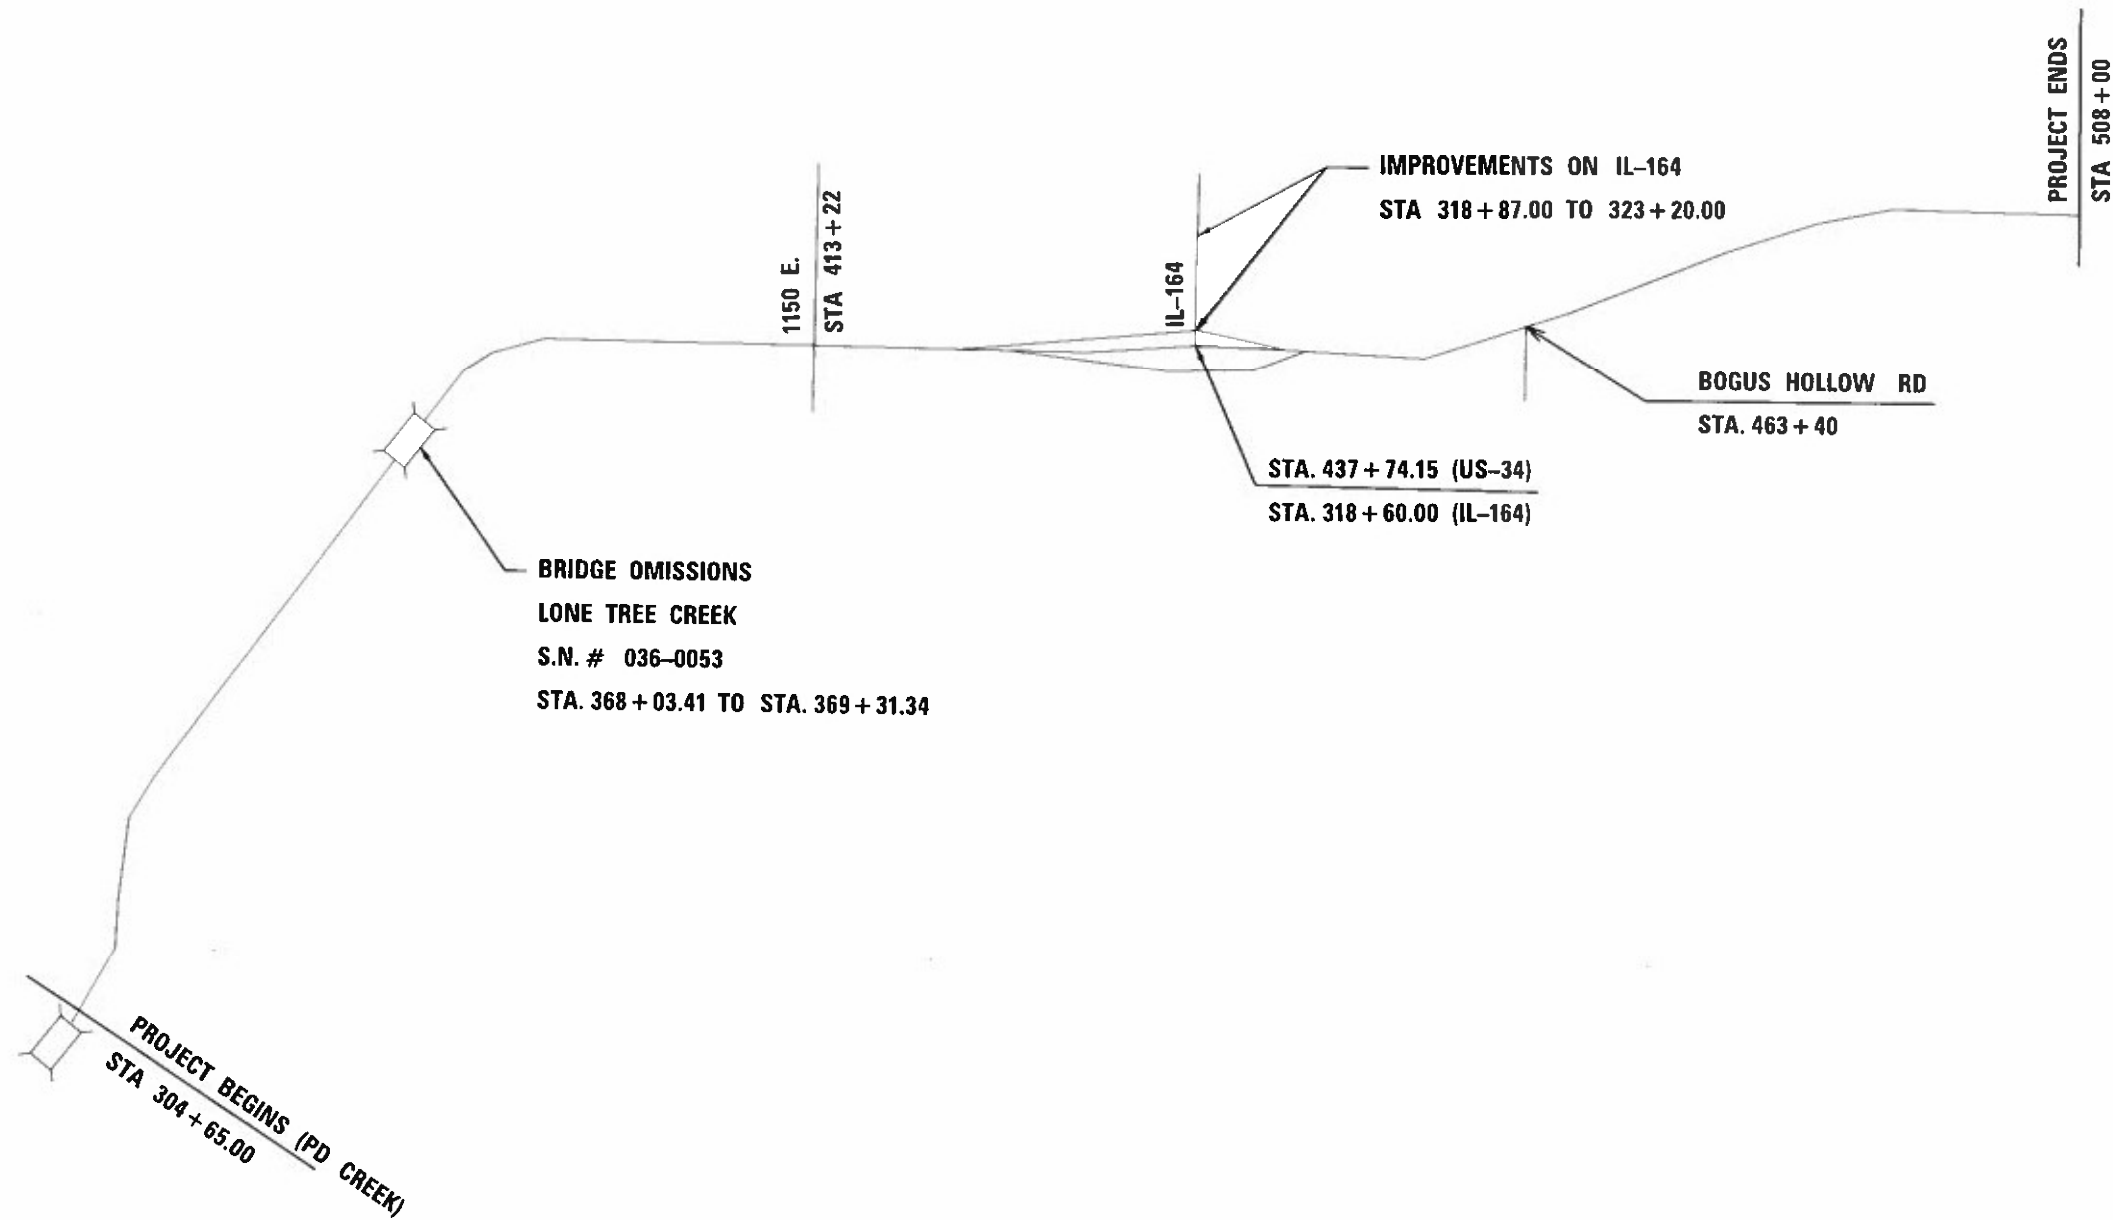 PROJECT ENDS
STA 508+00
IMPROVEMENTS ON IL-164
STA 318+87.00 TO 323+20.00
1150 E.
STA 413+22
IL-164
BOGUS HOLLOW RD
STA. 463+40
STA. 437+74.15 (US-34)
STA. 318+60.00 (IL-164)
BRIDGE OMISSIONS
LONE TREE CREEK
S.N. # 036-0053
STA. 368+03.41 TO STA. 369+31.34
PROJECT BEGINS (PD CREEK)
STA 304+65.00